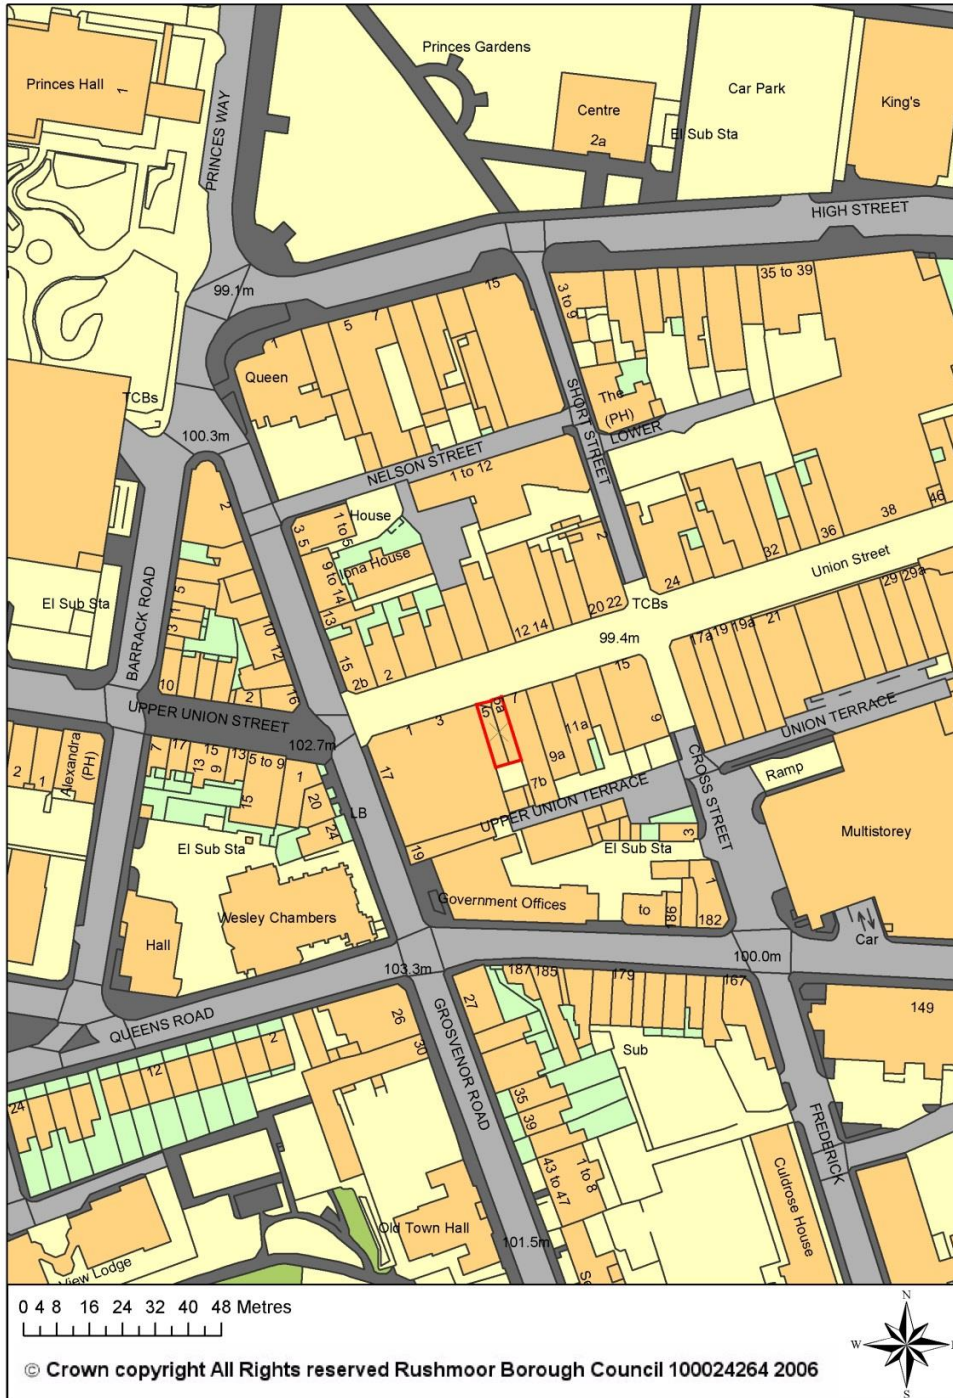 Princes Gardens
Princes Hall
1
PRINCES WAY
Centre
2a
El Sub Sta
Car Park
King's
HIGH STREET
99.1m
35 to 39
3 to 9
15
7
5
1
Queen
TCBs
100.3m
SHORT STREET
The
(PH)
LOWER
NELSON STREET
1 to 12
2
House
1 to 5
3 5
9 to 14
Iona House
13
15
2b
2
12 14
20 22
2
24
TCBs
99.4m
32
36
38
46
Union Street
29 29a
21
19a
17a 19
El Sub Sta
BARRACK ROAD
5
1
3
10
10
12
2
16
UPPER UNION STREET
102.7m
1
3
5
5a
7
15
11a
9a
7b
9
UNION TERRACE
UPPER UNION TERRACE
CROSS STREET
Ramp
Multistorey
Car
17
19
LB
2
1
Alexandra
(PH)
7
17
15
13
13
9
5 to 9
15
1
20
24
El Sub Sta
Wesley Chambers
Hall
Government Offices
El Sub Sta
3
1
to
186
182
100.0m
103.3m
QUEENS ROAD
187 185
179
167
149
27
26
30
GROSVENOR ROAD
Sub
2
12
24
35
39
43 to 47
1 to 8
FREDERICK
Culdrose House
Old Town Hall
101.5m
View Lodge
0 4 8 16 24 32 40 48 Metres
N
W
S
© Crown copyright All Rights reserved Rushmoor Borough Council 100024264 2006